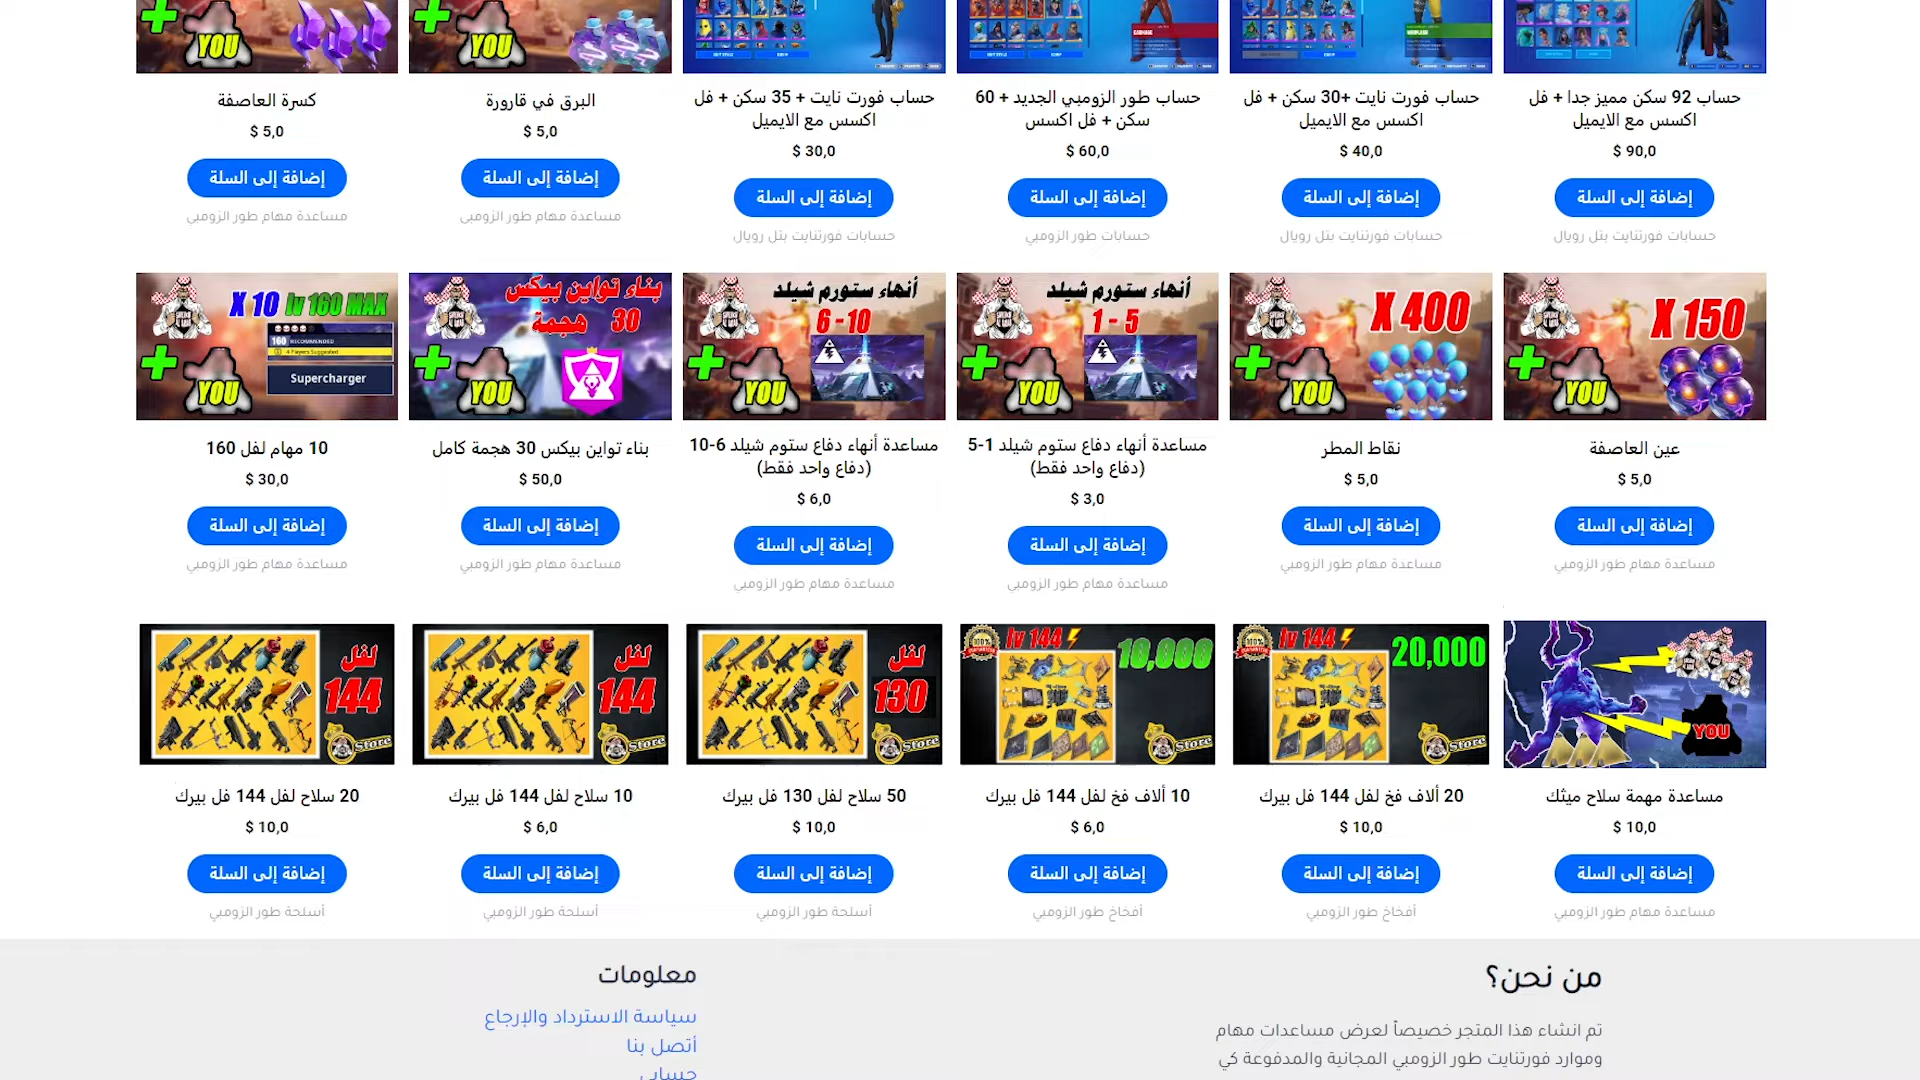 حساب 92 سكن مميز جدا + فل
اكسس مع الايميل
$ 90,0
إضافة إلى السلة
حسابات فورتنايت بتل رويال
حساب فورت نايت +30 سكن + فل
اكسس مع الايميل
$ 40,0
إضافة إلى السلة
حسابات فورتنايت بتل رويال
حساب طور الزومبي الجديد + 60
سكن + فل اكسس
$ 60,0
إضافة إلى السلة
حسابات طور الزومبي
حساب فورت نايت + 35 سكن + فل
اكسس مع الايميل
$ 30,0
إضافة إلى السلة
حسابات فورتنايت بتل رويال
YOU
البرق في قارورة
$ 5,0
إضافة إلى السلة
مساعدة مهام طور الزومبي
YOU
كسرة العاصفة
$ 5,0
إضافة إلى السلة
مساعدة مهام طور الزومبي
X 150
YOU
عين العاصفة
$ 5,0
إضافة إلى السلة
مساعدة مهام طور الزومبي
X 400
YOU
نقاط المطر
$ 5,0
إضافة إلى السلة
مساعدة مهام طور الزومبي
أنهاء ستورم شيلد
1 - 5
YOU
مساعدة أنهاء دفاع ستوم شيلد 1-5
(دفاع واحد فقط)
$ 3,0
إضافة إلى السلة
مساعدة مهام طور الزومبي
أنهاء ستورم شيلد
6 - 10
YOU
مساعدة أنهاء دفاع ستوم شيلد 6-10
(دفاع واحد فقط)
$ 6,0
إضافة إلى السلة
مساعدة مهام طور الزومبي
بناء تواين بيكس
30 هجمة
YOU
بناء تواين بيكس 30 هجمة كامل
$ 50,0
إضافة إلى السلة
مساعدة مهام طور الزومبي
X 10 lv 160 MAX
160 RECOMMENDED
4 Players Suggested
Supercharger
YOU
10 مهام لفل 160
$ 30,0
إضافة إلى السلة
مساعدة مهام طور الزومبي
YOU
مساعدة مهمة سلاح ميثك
$ 10,0
إضافة إلى السلة
مساعدة مهام طور الزومبي
lv 144
20,000
Store
20 ألاف فخ لفل 144 فل بيرك
$ 10,0
إضافة إلى السلة
أفخاخ طور الزومبي
lv 144
10,000
Store
10 ألاف فخ لفل 144 فل بيرك
$ 6,0
إضافة إلى السلة
أفخاخ طور الزومبي
لفل
130
Store
50 سلاح لفل 130 فل بيرك
$ 10,0
إضافة إلى السلة
أسلحة طور الزومبي
لفل
144
Store
10 سلاح لفل 144 فل بيرك
$ 6,0
إضافة إلى السلة
أسلحة طور الزومبي
لفل
144
Store
20 سلاح لفل 144 فل بيرك
$ 10,0
إضافة إلى السلة
أسلحة طور الزومبي
من نحن؟
تم انشاء هذا المتجر خصيصاً لعرض مساعدات مهام
وموارد فورتنايت طور الزومبي المجانية والمدفوعة كي
معلومات
سياسة الاسترداد والإرجاع
أتصل بنا
حسابي